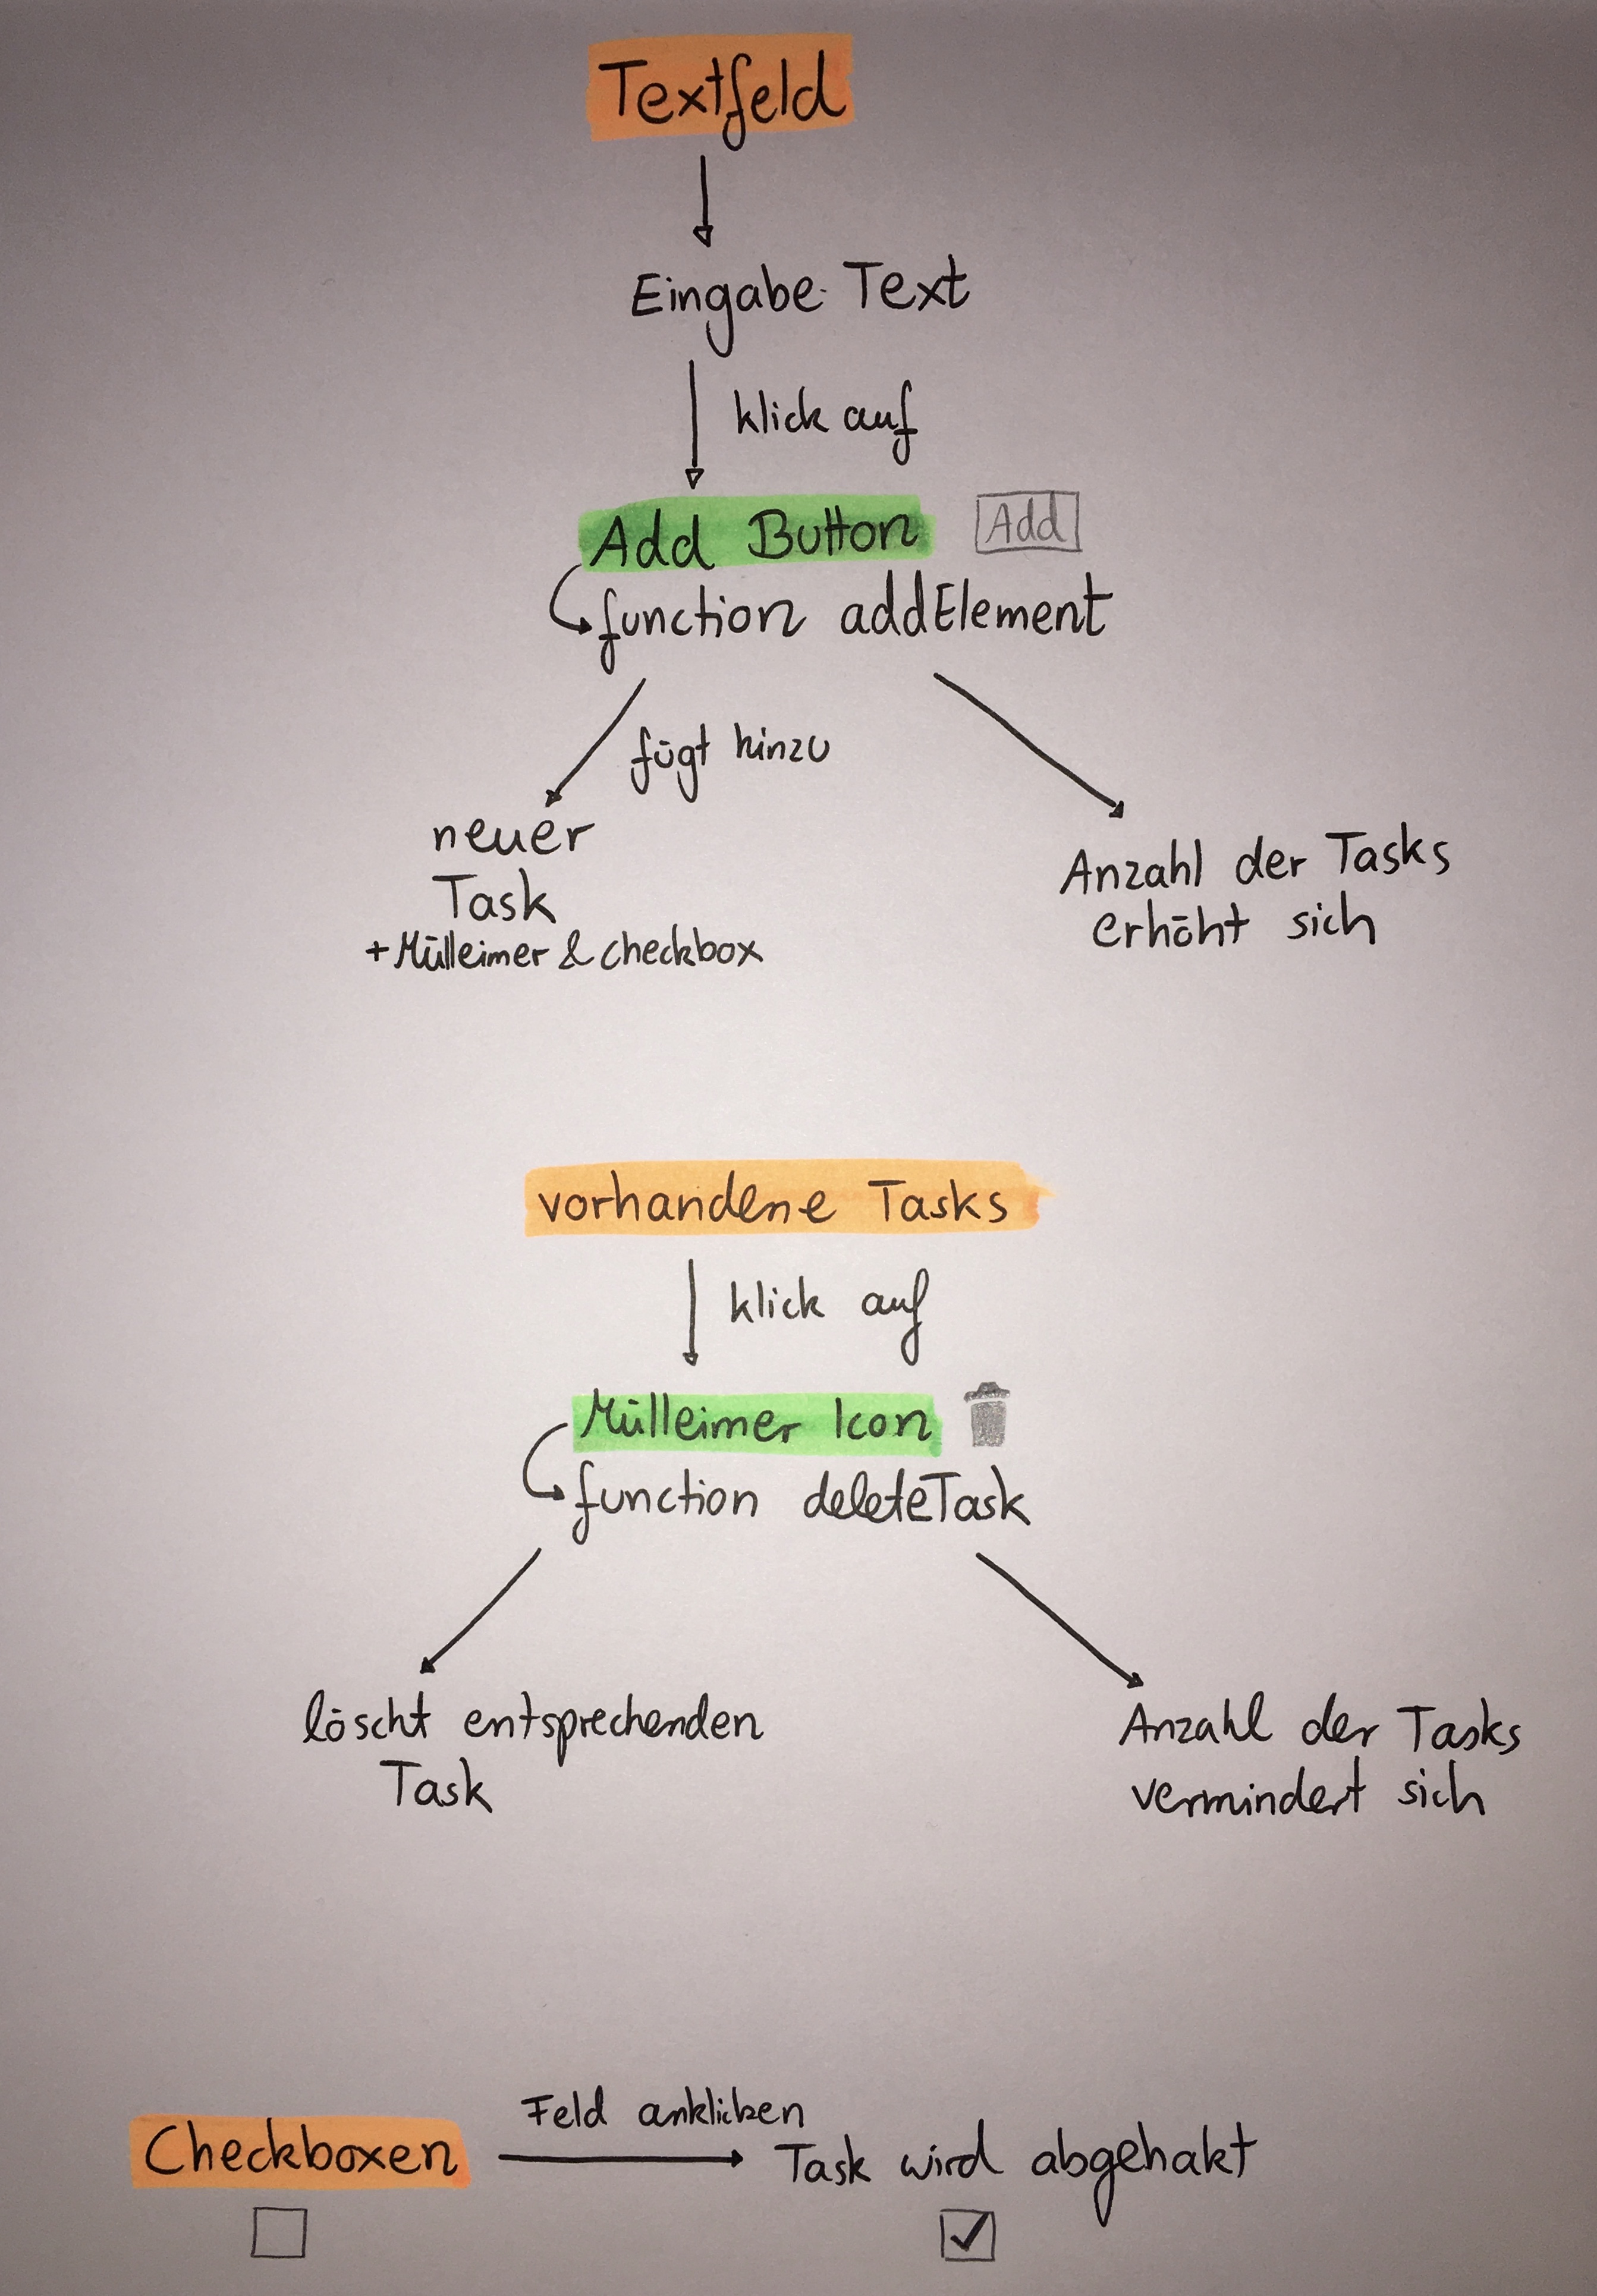 Textfeld
Eingabe Text
klick auf
Add Button
Add
function addElement
fügt hinzu
neuer
Task
+Mülleimer & checkbox
Anzahl der Tasks
erhöht sich
vorhandene Tasks
klick auf
Mülleimer Icon
function deleteTask
löscht entsprechenden
Task
Anzahl der Tasks
vermindert sich
Feld anklicken
Checkboxen
Task wird abgehakt